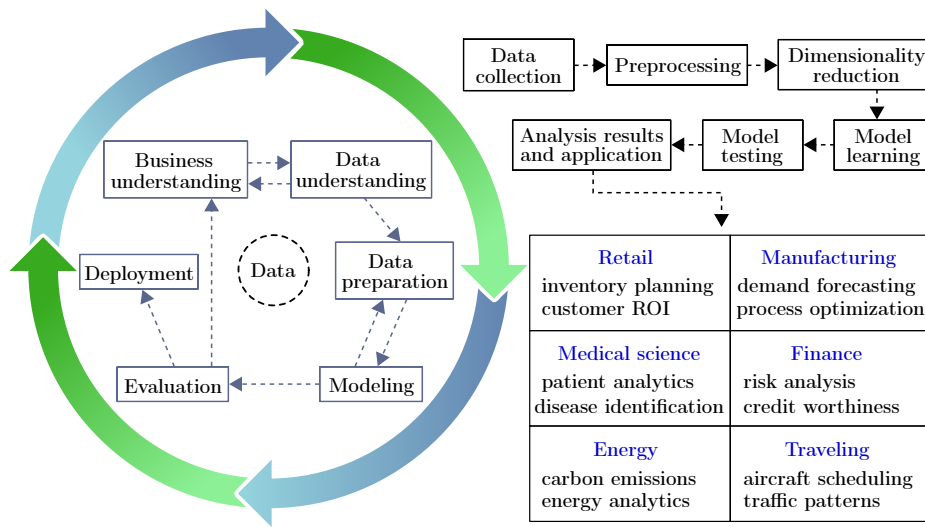 Business
understanding
Data
understanding
Data
preparation
Modeling
Evaluation
Deployment
Data
Data
collection
Preprocessing
Dimensionality
reduction
Model
learning
Model
testing
Analysis results
and application
Retail
inventory planning
customer ROI
Manufacturing
demand forecasting
process optimization
Medical science
patient analytics
disease identification
Finance
risk analysis
credit worthiness
Energy
carbon emissions
energy analytics
Traveling
aircraft scheduling
traffic patterns